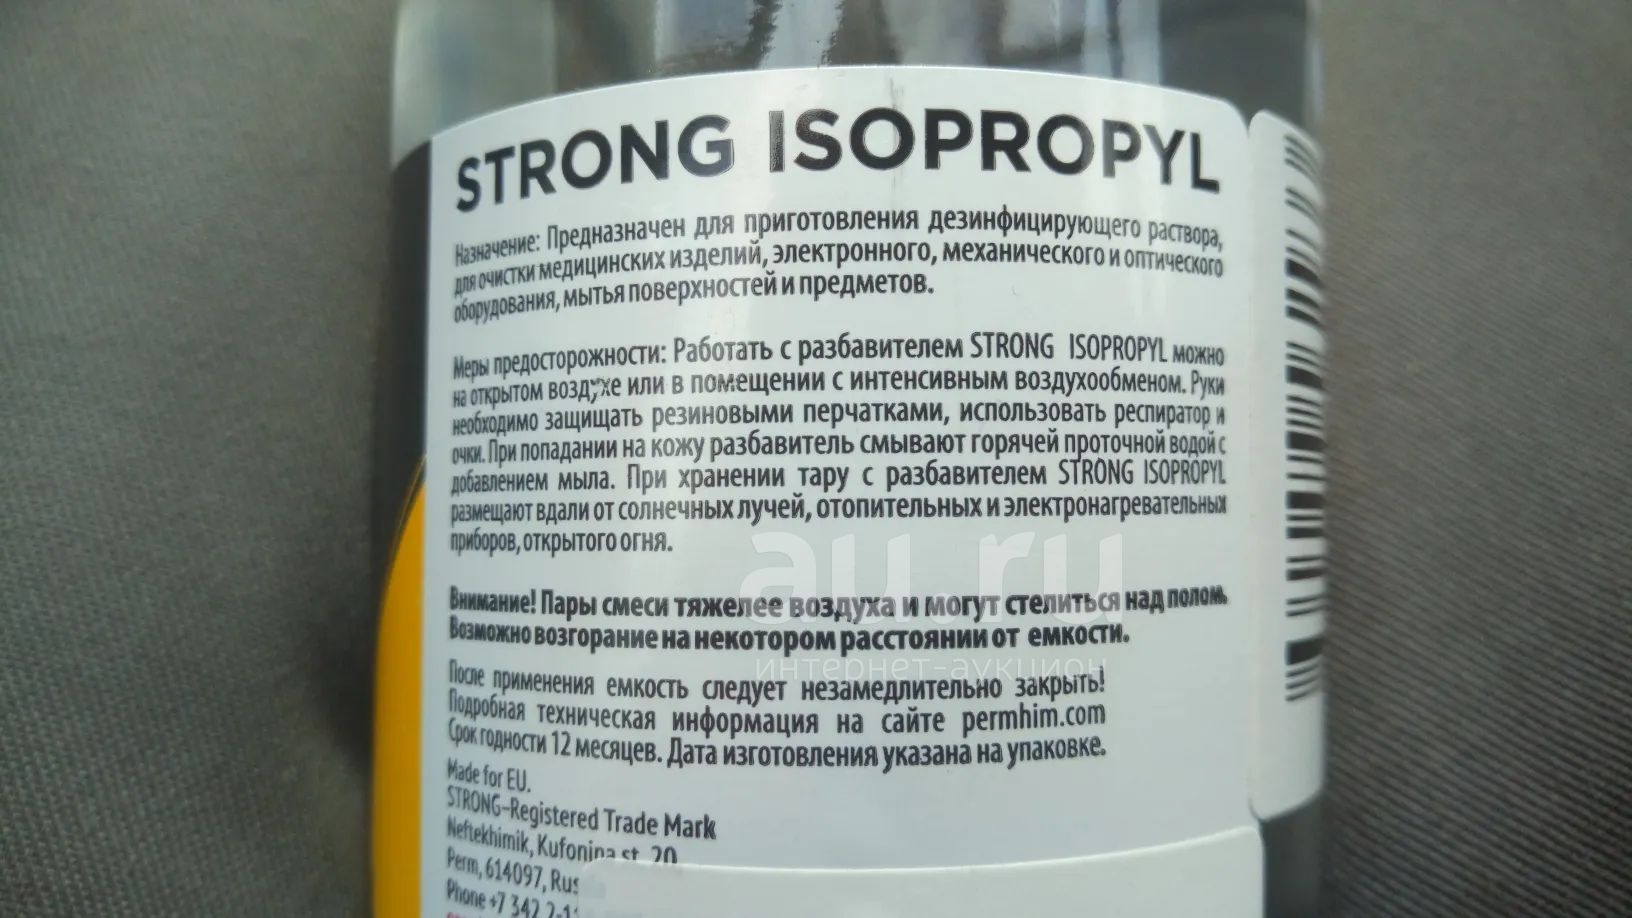 STRONG ISOPROPYL
Назначение: Предназначен для приготовления дезинфицирующего раствора,
для очистки медицинских изделий, электронного, механического и оптического
оборудования, мытья поверхностей и предметов.
Меры предосторожности: Работать с разбавителем STRONG ISOPROPYL можно
на открытом воздухе или в помещении с интенсивным воздухообменом. Руки
необходимо защищать резиновыми перчатками, использовать респиратор и
очки. При попадании на кожу разбавитель смывают горячей проточной водой с
добавлением мыла. При хранении тару с разбавителем STRONG ISOPROPYL
размещают вдали от солнечных лучей, отопительных и электронагревательных
приборов, открытого огня.
au.ru
Внимание! Пары смеси тяжелее воздуха и могут стелиться над полом.
Возможно возгорание на некотором расстоянии от емкости.
интернет-аукцион
После применения емкость следует незамедлительно закрыть!
Подробная техническая информация на сайте permhim.com
Срок годности 12 месяцев. Дата изготовления указана на упаковке.
Made for EU.
STRONG-Registered Trade Mark
Neftekhimik, Kufonina st. 20
Perm, 614097, Rus
Phone +7 342 2-1